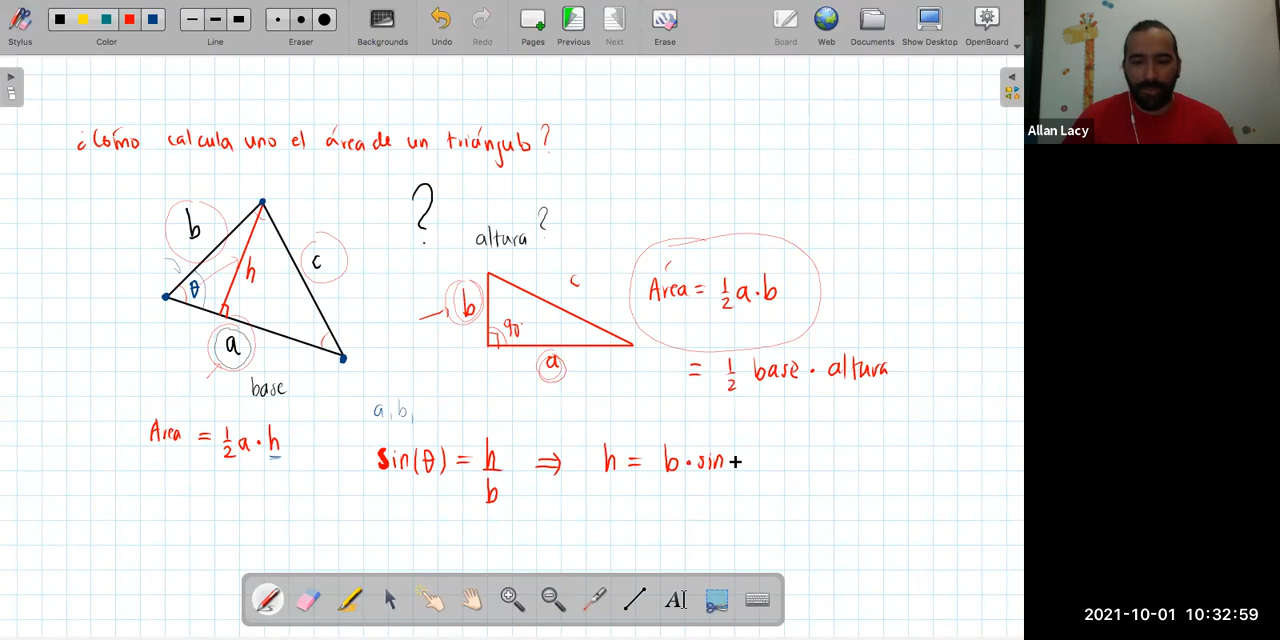 Stylus
Color
Line
Eraser
Backgrounds
Undo
Redo
Pages
Previous
Next
Erase
Board
Web
Documents
Show Desktop
OpenBoard
Allan Lacy
¿Cómo calcula uno el área de un triángulo?
b
h
c
θ
a
base
?
altura ?
b
c
90°
a
Área = 1/2 a · b
= 1/2 base · altura
Area = 1/2 a · h
a, b,
sin(θ) = h/b ⇒ h = b · sin
2021-10-01 10:32:59